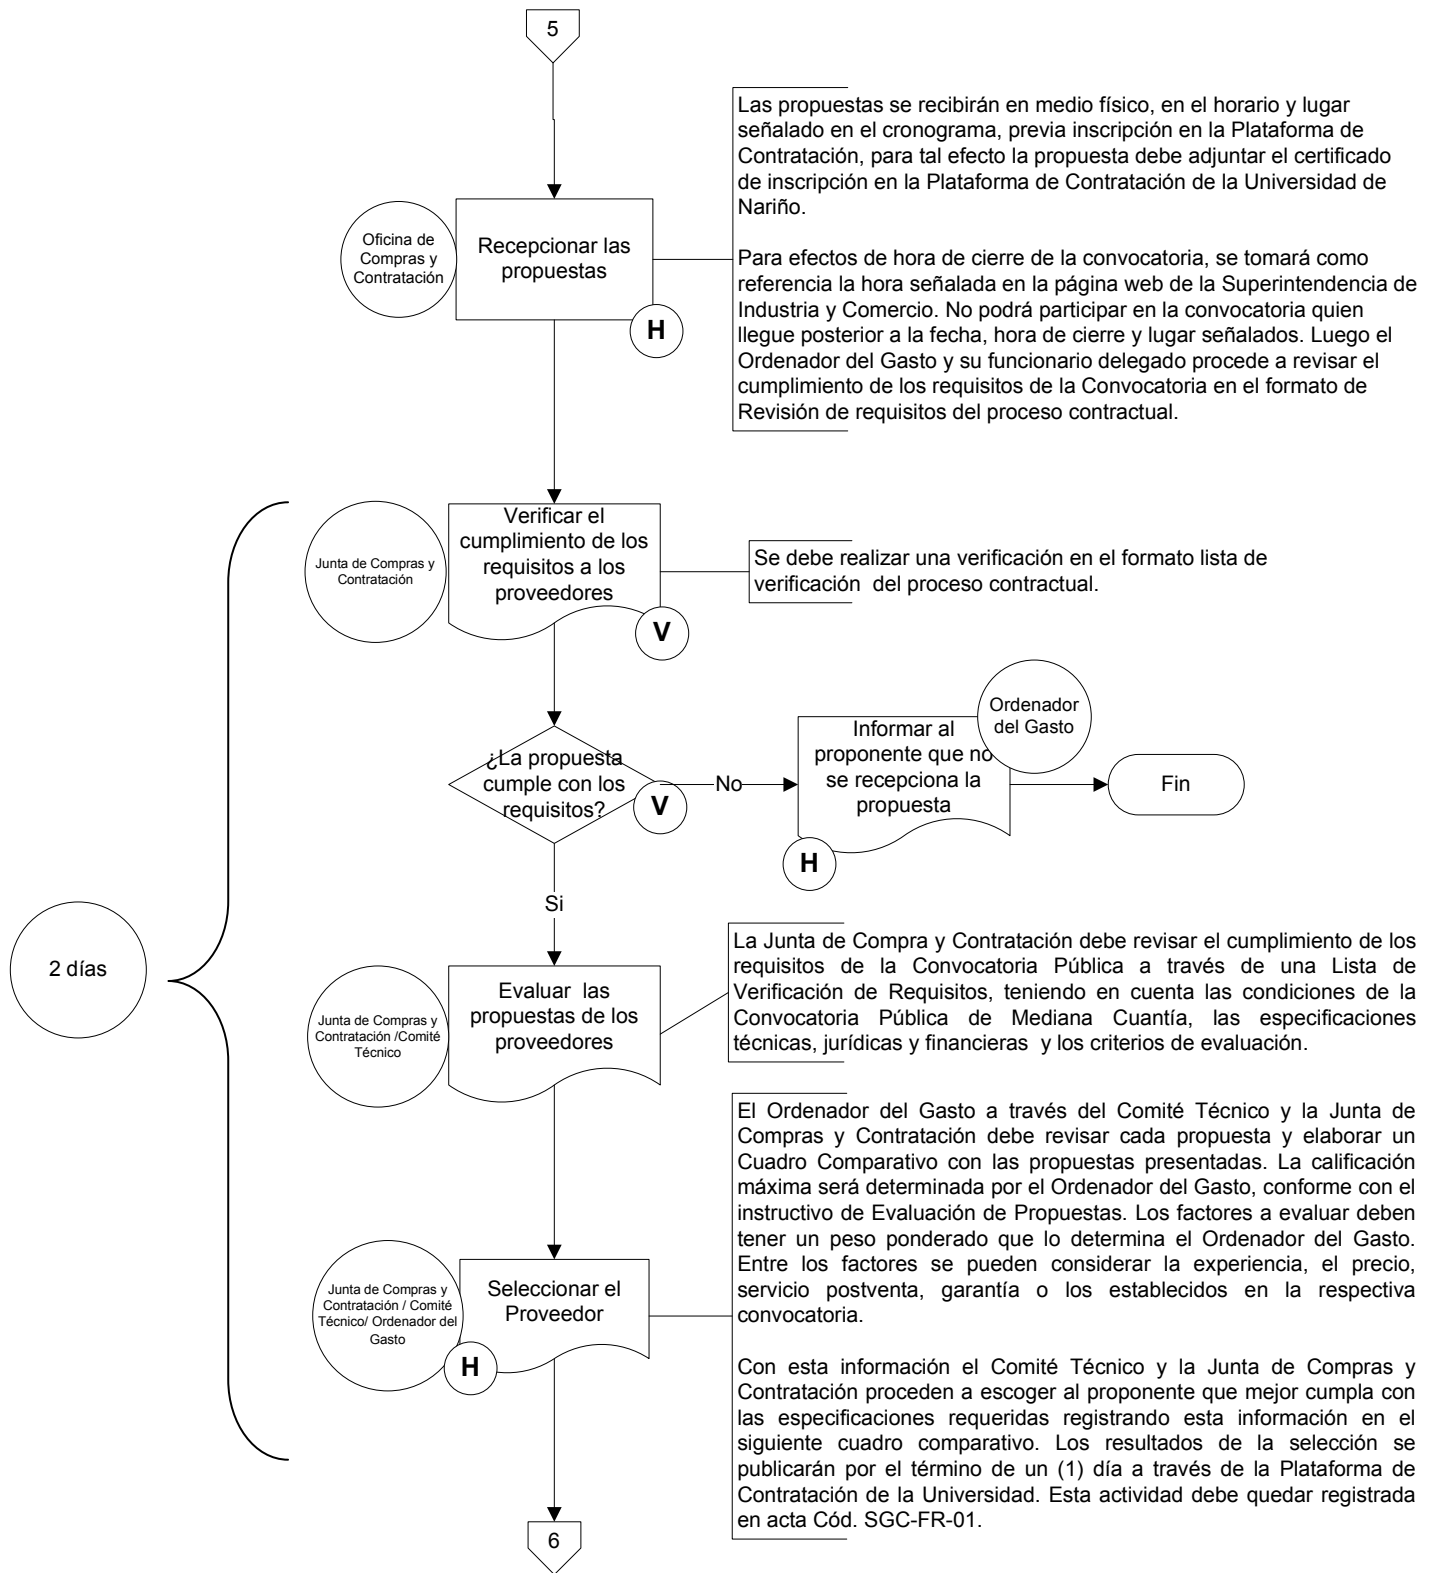 5
Las propuestas se recibirán en medio físico, en el horario y lugar
señalado en el cronograma, previa inscripción en la Plataforma de
Contratación, para tal efecto la propuesta debe adjuntar el certificado
de inscripción en la Plataforma de Contratación de la Universidad de
Nariño.
Para efectos de hora de cierre de la convocatoria, se tomará como
referencia la hora señalada en la página web de la Superintendencia de
Industria y Comercio. No podrá participar en la convocatoria quien
llegue posterior a la fecha, hora de cierre y lugar señalados. Luego el
Ordenador del Gasto y su funcionario delegado procede a revisar el
cumplimiento de los requisitos de la Convocatoria en el formato de
Revisión de requisitos del proceso contractual.
Oficina de
Compras y
Contratación
Recepcionar las
propuestas
H
Junta de Compras y
Contratación
Verificar el
cumplimiento de los
requisitos a los
proveedores
V
Se debe realizar una verificación en el formato lista de
verificación  del proceso contractual.
¿La propuesta
cumple con los
requisitos?
V
No
Informar al
proponente que no
se recepciona la
propuesta
H
Ordenador
del Gasto
Fin
Si
2 días
Junta de Compras y
Contratación /Comité
Técnico
Evaluar  las
propuestas de los
proveedores
La Junta de Compra y Contratación debe revisar el cumplimiento de los
requisitos de la Convocatoria Pública a través de una Lista de
Verificación de Requisitos, teniendo en cuenta las condiciones de la
Convocatoria Pública de Mediana Cuantía, las especificaciones
técnicas, jurídicas y financieras  y los criterios de evaluación.
Junta de Compras y
Contratación / Comité
Técnico/ Ordenador del
Gasto
Seleccionar el
Proveedor
H
El Ordenador del Gasto a través del Comité Técnico y la Junta de
Compras y Contratación debe revisar cada propuesta y elaborar un
Cuadro Comparativo con las propuestas presentadas. La calificación
máxima será determinada por el Ordenador del Gasto, conforme con el
instructivo de Evaluación de Propuestas. Los factores a evaluar deben
tener un peso ponderado que lo determina el Ordenador del Gasto.
Entre los factores se pueden considerar la experiencia, el precio,
servicio postventa, garantía o los establecidos en la respectiva
convocatoria.
Con esta información el Comité Técnico y la Junta de Compras y
Contratación proceden a escoger al proponente que mejor cumpla con
las especificaciones requeridas registrando esta información en el
siguiente cuadro comparativo. Los resultados de la selección se
publicarán por el término de un (1) día a través de la Plataforma de
Contratación de la Universidad. Esta actividad debe quedar registrada
en acta Cód. SGC-FR-01.
6